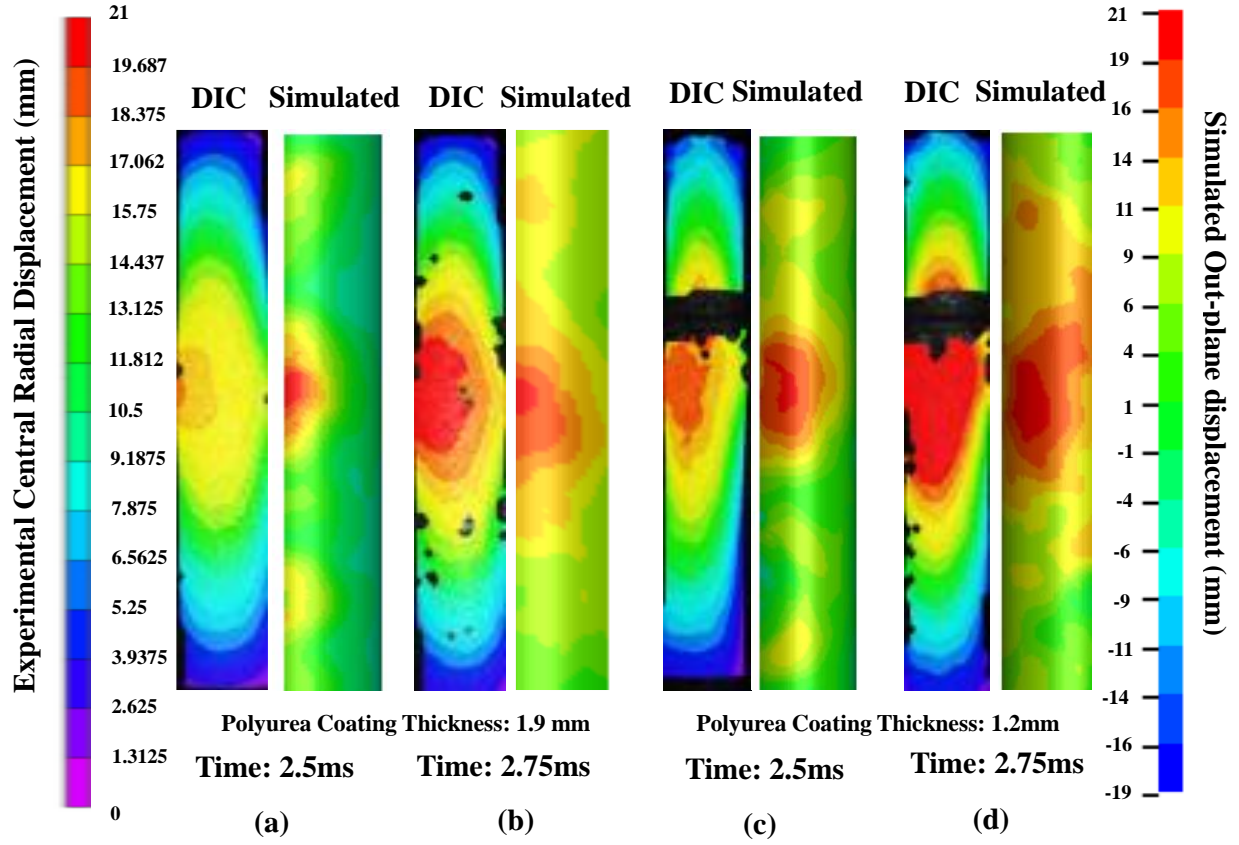 Experimental Central Radial Displacement (mm)
21
19.687
18.375
17.062
15.75
14.437
13.125
11.812
10.5
9.1875
7.875
6.5625
5.25
3.9375
2.625
1.3125
0
DIC Simulated
DIC Simulated
DIC Simulated
DIC Simulated
Polyurea Coating Thickness: 1.9 mm
Time: 2.5ms
Time: 2.75ms
(a)
(b)
Polyurea Coating Thickness: 1.2mm
Time: 2.5ms
Time: 2.75ms
(c)
(d)
21
19
16
14
11
9
6
4
1
-1
-4
-6
-9
-11
-14
-16
-19
Simulated Out-plane displacement (mm)